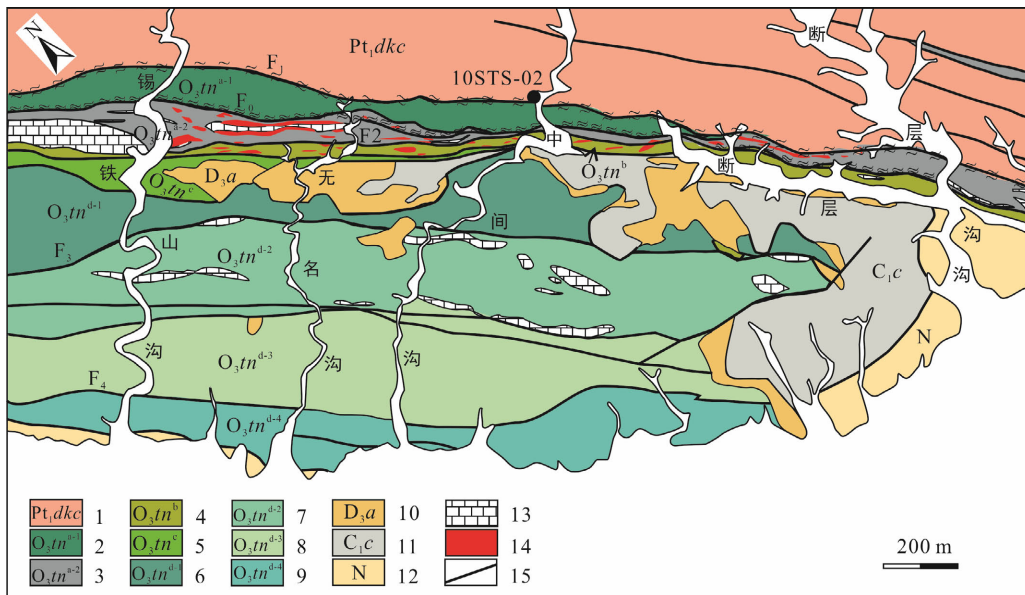 N
Pt₁dkc
断
F₁
锡
O₃tnᵃ⁻¹
10STS-02
F₀
O₃tnᵃ⁻²
F2
中
断
层
铁
O₃tnᶜ
D₃a
无
O₃tnᵇ
O₃tnᵈ⁻¹
间
层
沟
F₃
山
O₃tnᵈ⁻²
名
C₁c
沟
沟
O₃tnᵈ⁻³
沟
沟
N
F₄
O₃tnᵈ⁻⁴
Pt₁dkc 1
O₃tnᵃ⁻¹ 2
O₃tnᵃ⁻² 3
O₃tnᵇ 4
O₃tnᶜ 5
O₃tnᵈ⁻¹ 6
O₃tnᵈ⁻² 7
O₃tnᵈ⁻³ 8
O₃tnᵈ⁻⁴ 9
D₃a 10
C₁c 11
N 12
13
14
15
200 m